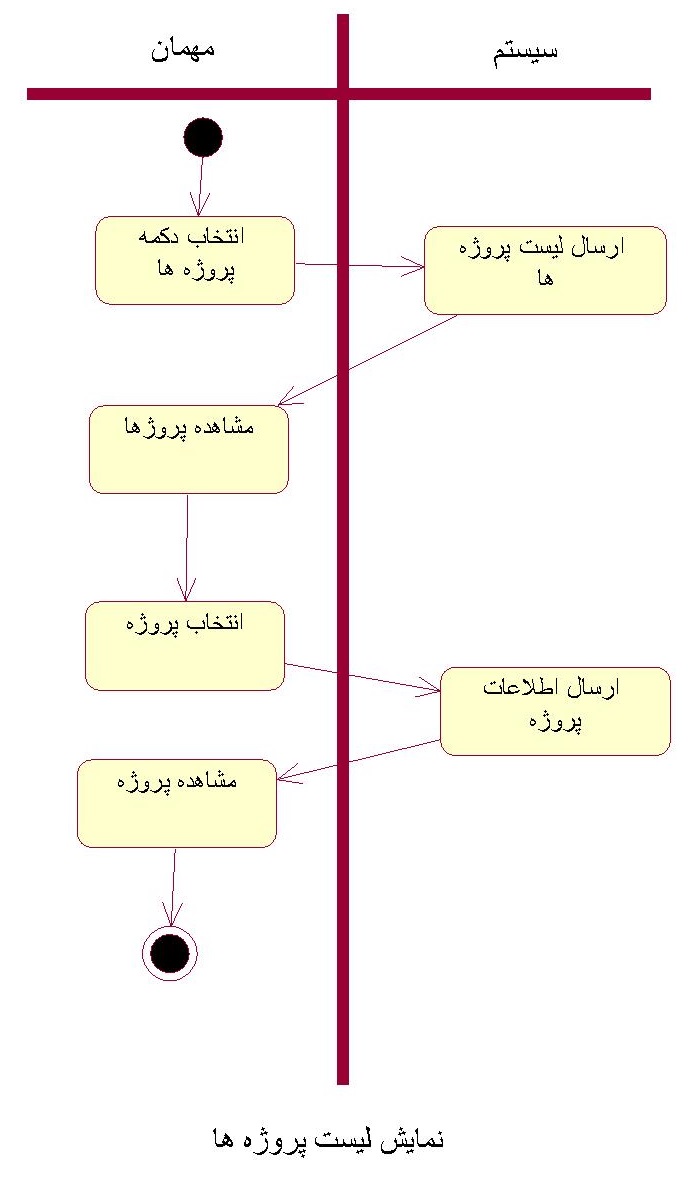 مهمان
سیستم
انتخاب دکمه
پروژه ها
ارسال لیست پروژه
ها
مشاهده پروژها
انتخاب پروژه
ارسال اطلاعات
پروژه
مشاهده پروژه
نمایش لیست پروژه ها